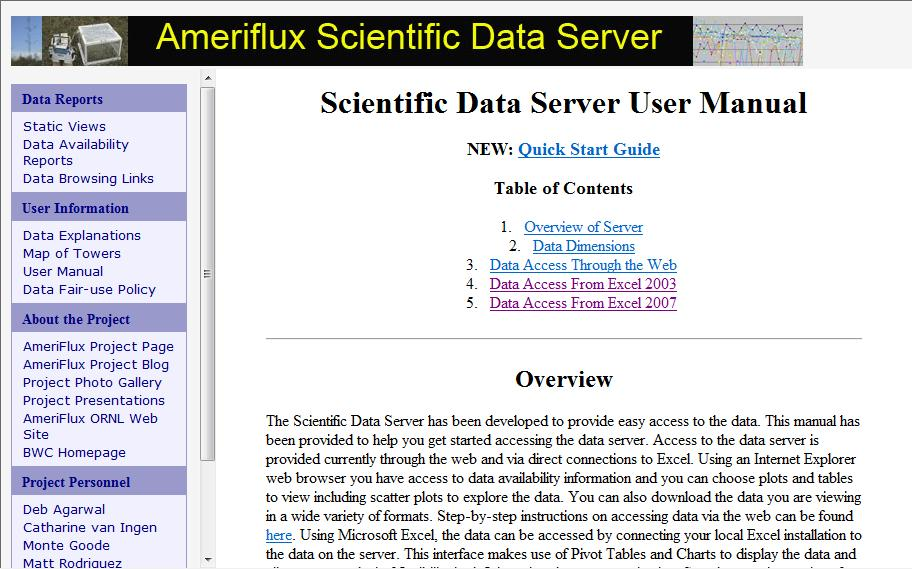 Ameriflux Scientific Data Server
Data Reports
Static Views
Data Availability
Reports
Data Browsing Links
User Information
Data Explanations
Map of Towers
User Manual
Data Fair-use Policy
About the Project
AmeriFlux Project Page
AmeriFlux Project Blog
Project Photo Gallery
Project Presentations
AmeriFlux ORNL Web
Site
BWC Homepage
Project Personnel
Deb Agarwal
Catharine van Ingen
Monte Goode
Matt Rodriguez
Scientific Data Server User Manual
NEW: Quick Start Guide
Table of Contents
1. Overview of Server
2. Data Dimensions
3. Data Access Through the Web
4. Data Access From Excel 2003
5. Data Access From Excel 2007
Overview
The Scientific Data Server has been developed to provide easy access to the data. This manual has
been provided to help you get started accessing the data server. Access to the data server is
provided currently through the web and via direct connections to Excel. Using an Internet Explorer
web browser you have access to data availability information and you can choose plots and tables
to view including scatter plots to explore the data. You can also download the data you are viewing
in a wide variety of formats. Step-by-step instructions on accessing data via the web can be found
here. Using Microsoft Excel, the data can be accessed by connecting your local Excel installation to
the data on the server. This interface makes use of Pivot Tables and Charts to display the data and